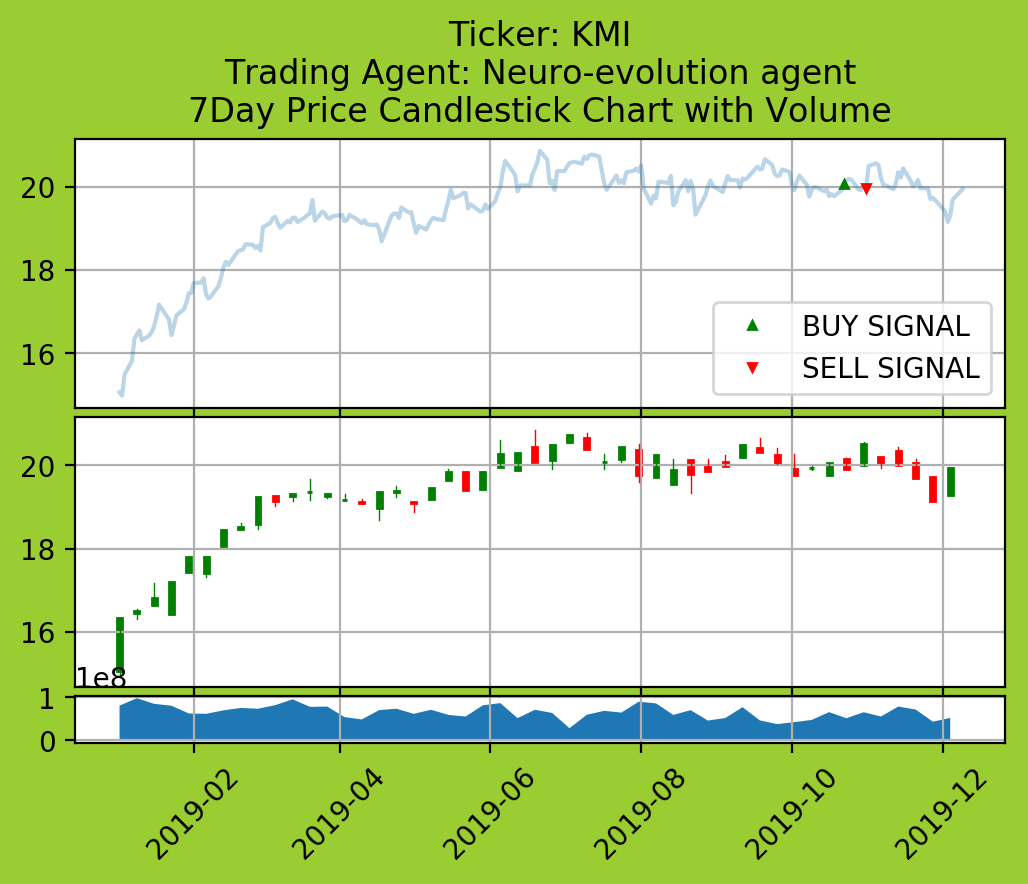 Ticker: KMI
Trading Agent: Neuro-evolution agent
7Day Price Candlestick Chart with Volume
20
18
16
BUY SIGNAL
SELL SIGNAL
20
18
16
1e8
1
0
2019-02
2019-04
2019-06
2019-08
2019-10
2019-12